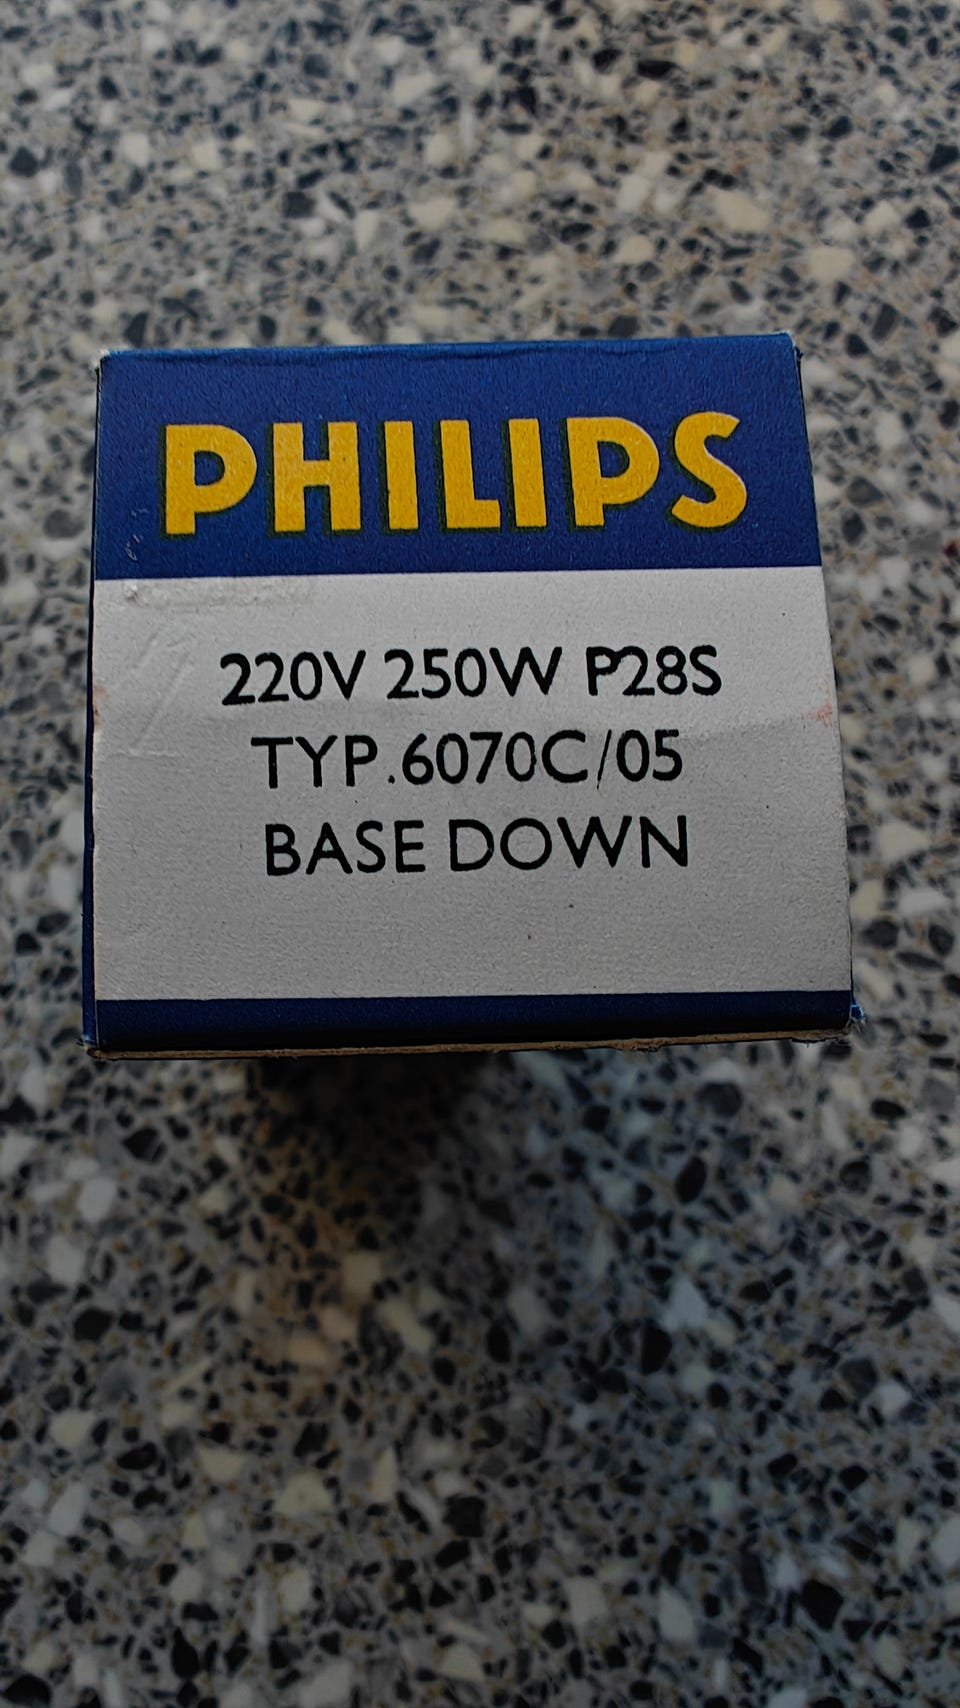 PHILIPS
220V 250W P28S
TYP.6070C/05
BASE DOWN